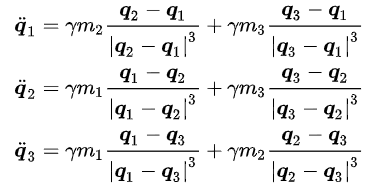 q̈₁ = γm₂ (q₂ − q₁)/|q₂ − q₁|³ + γm₃ (q₃ − q₁)/|q₃ − q₁|³
q̈₂ = γm₁ (q₁ − q₂)/|q₁ − q₂|³ + γm₃ (q₃ − q₂)/|q₃ − q₂|³
q̈₃ = γm₁ (q₁ − q₃)/|q₁ − q₃|³ + γm₂ (q₂ − q₃)/|q₂ − q₃|³